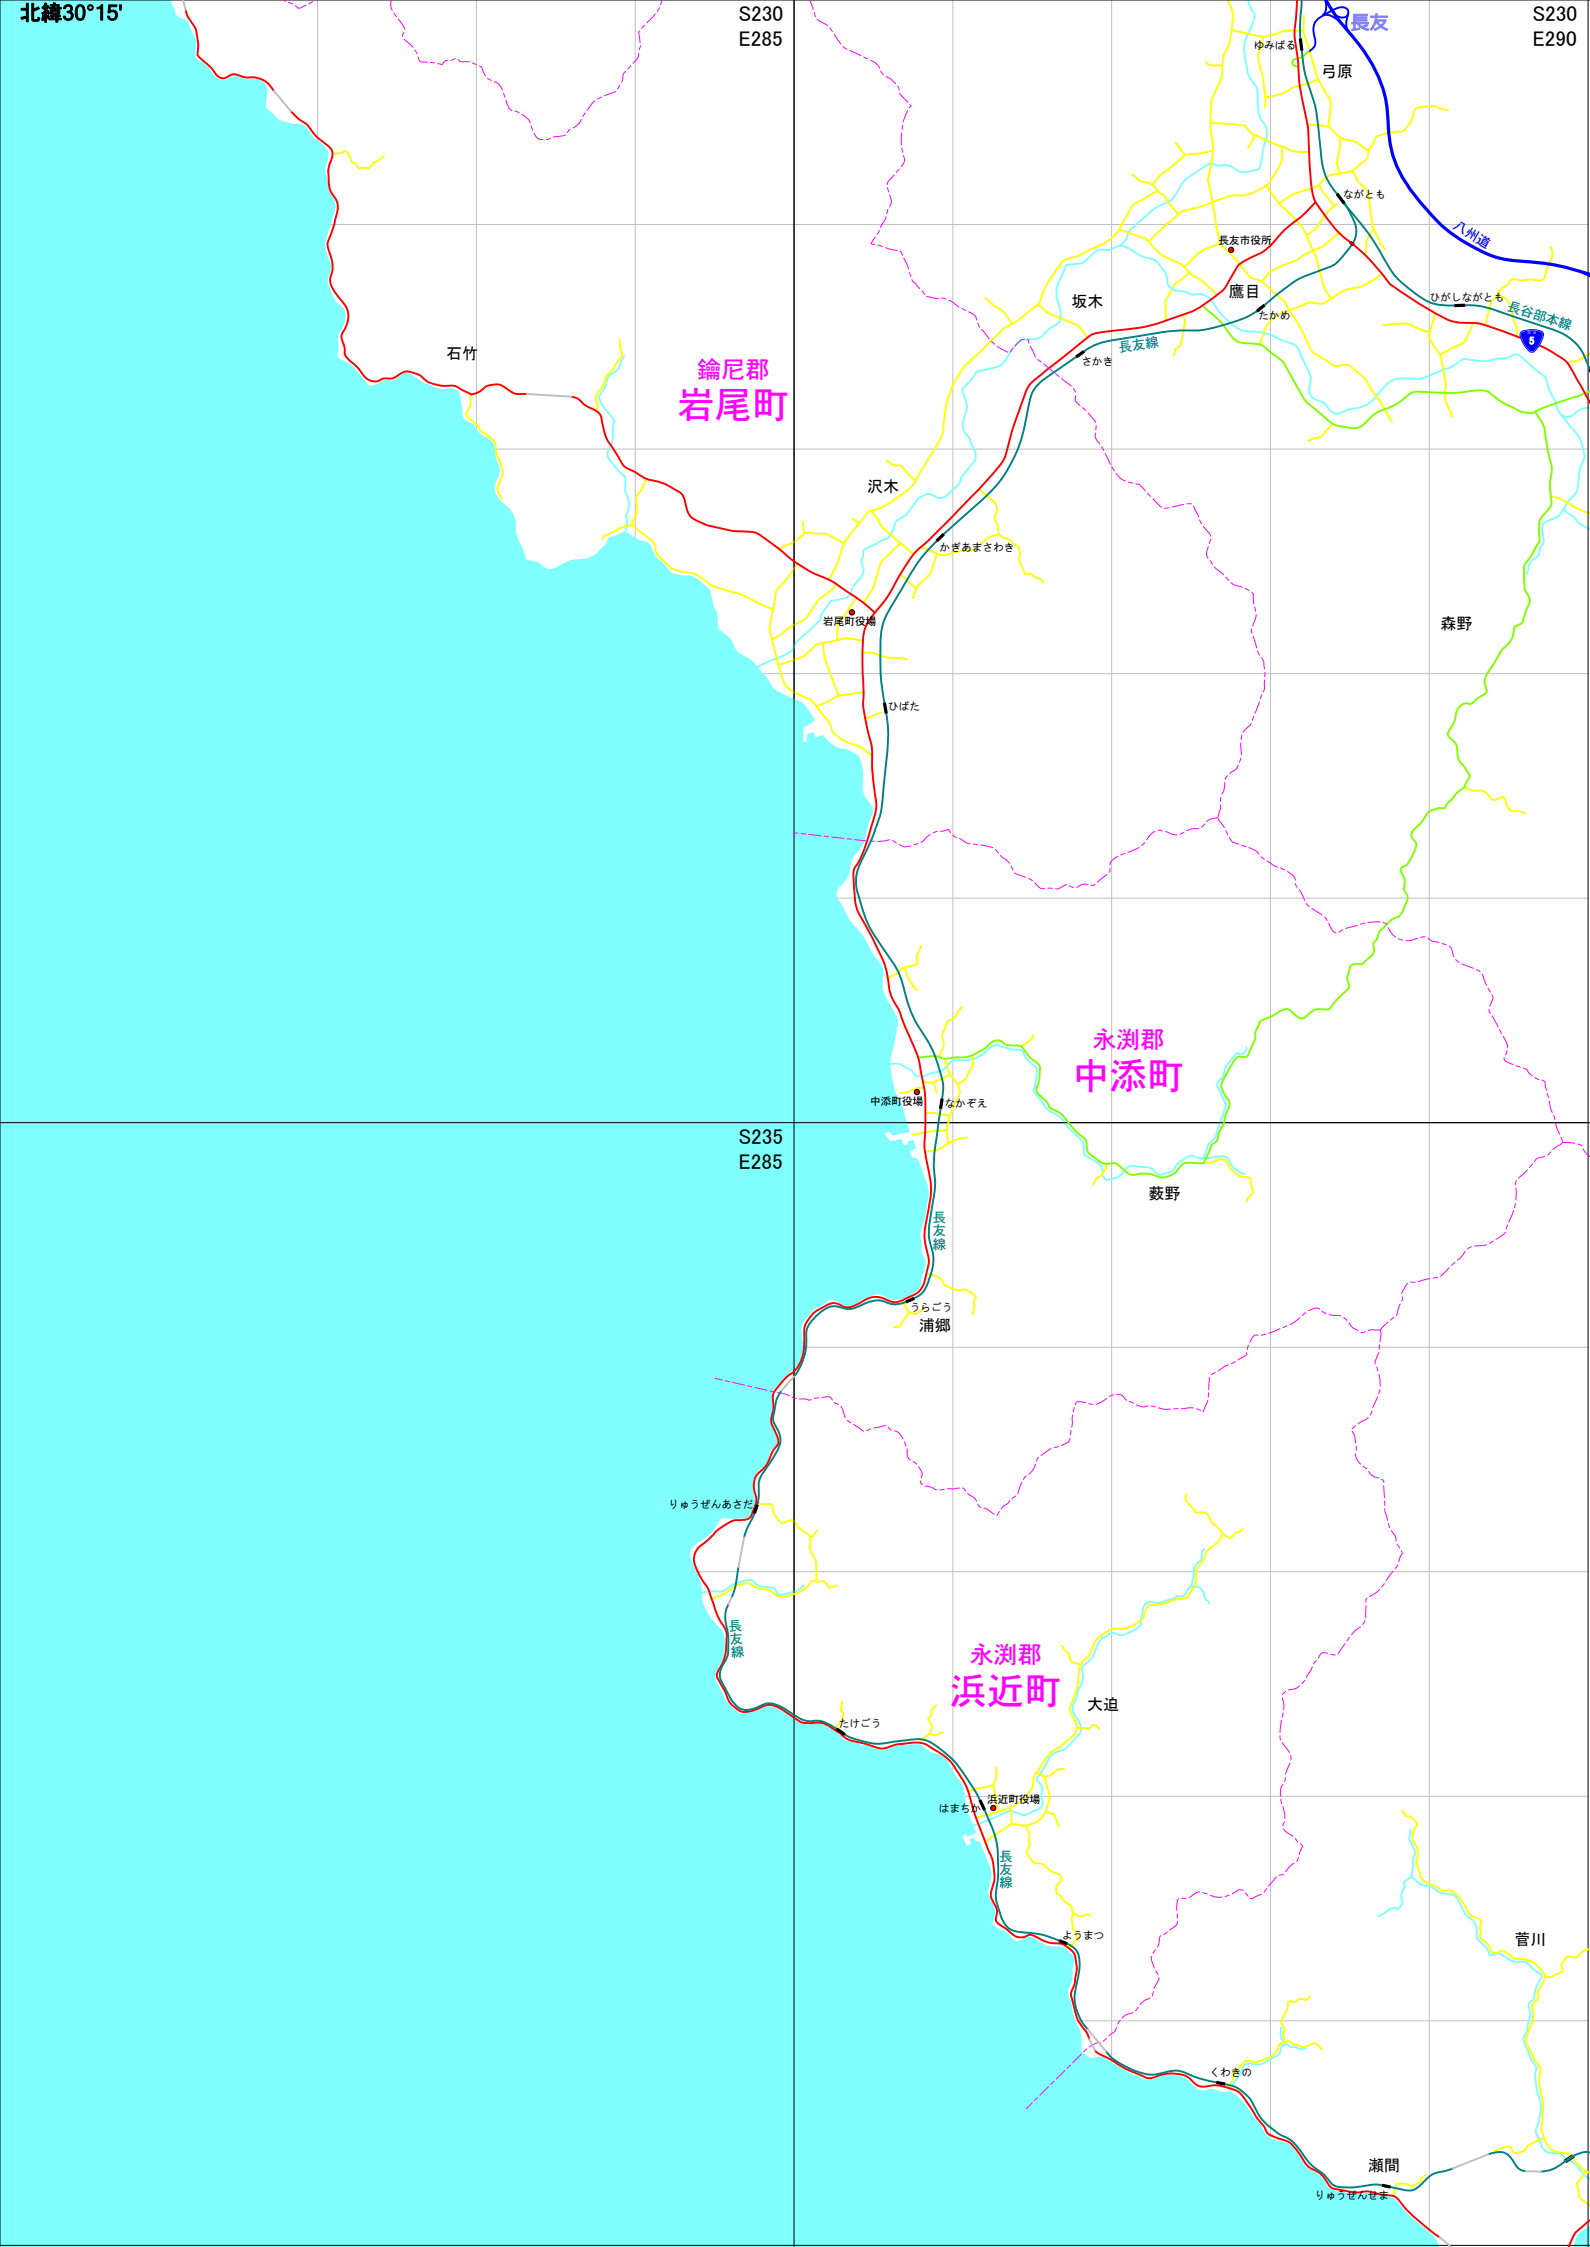 北緯30°15'
S230
E285
S230
E290
長友
ゆみばる
弓原
ながとも
八州道
長友市役所
鷹目
坂木
たかめ
ひがしながとも
長谷部本線
5
長友線
さかき
石竹
鑰尼郡
岩尾町
沢木
かぎあまさわき
岩尾町役場
森野
ひばた
永渕郡
中添町
中添町役場
なかぞえ
S235
E285
薮野
長友線
うらごう
浦郷
りゅうぜんあさだ
長友線
永渕郡
浜近町
大迫
たけごう
浜近町役場
はまちか
長友線
ようまつ
菅川
くわきの
瀬間
りゅうぜんせま